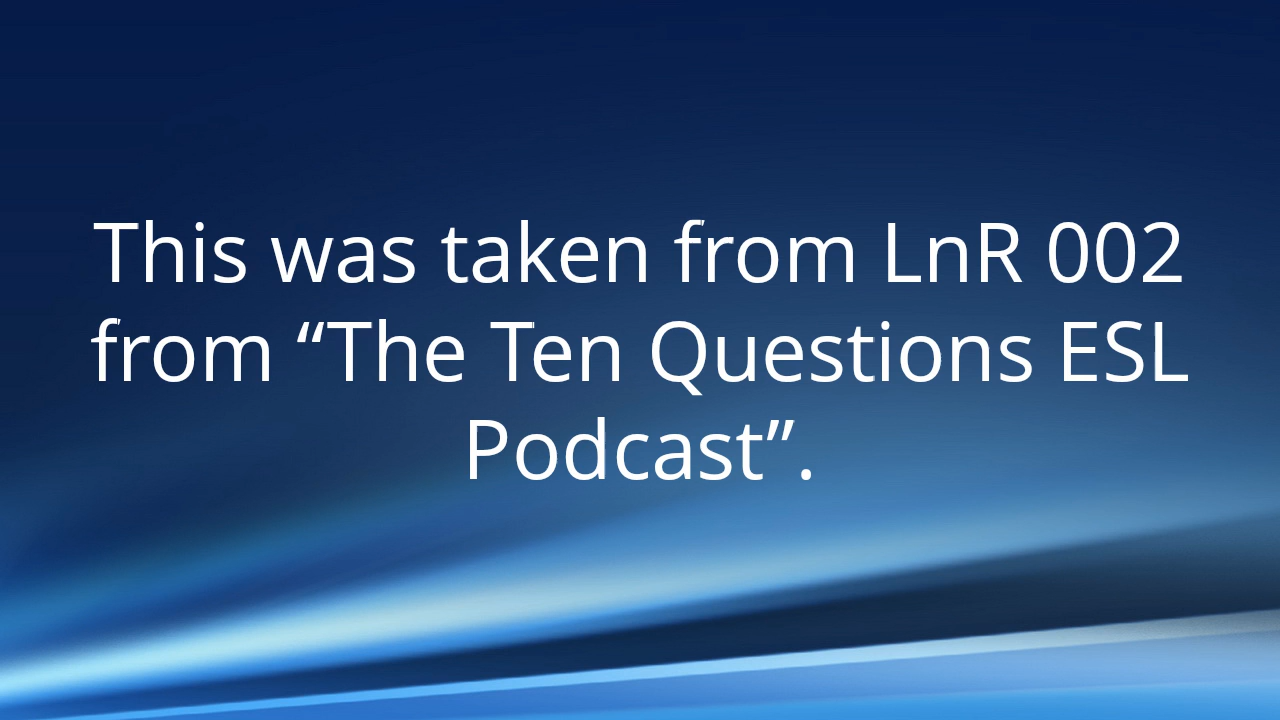 This was taken from LnR 002
from “The Ten Questions ESL
Podcast”.